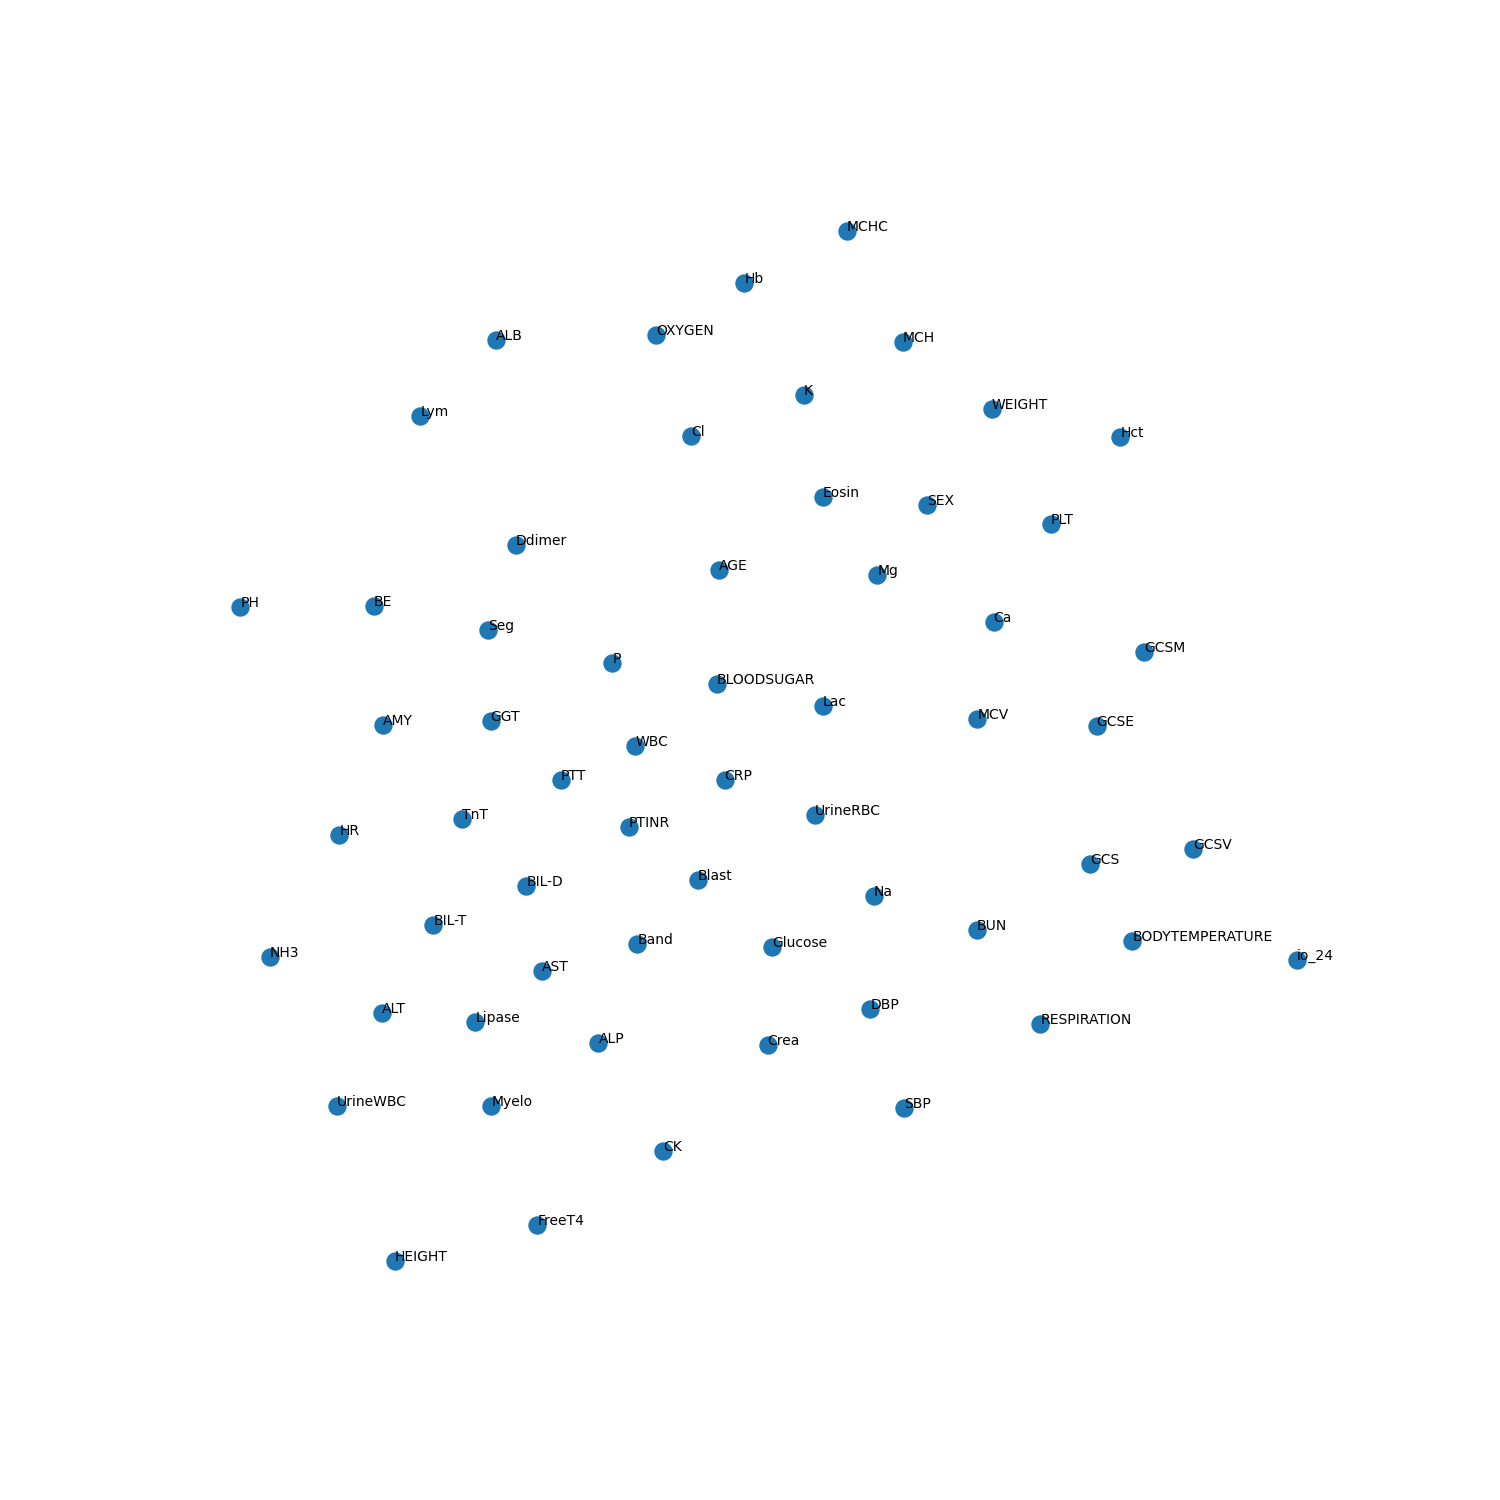 MCHC
Hb
OXYGEN
ALB
MCH
K
WEIGHT
Lym
Cl
Hct
Eosin
SEX
PLT
Ddimer
AGE
Mg
PH
BE
Ca
Seg
GCSM
P
BLOODSUGAR
Lac
MCV
GGT
AMY
GCSE
WBC
PTT
CRP
UrineRBC
TnT
PTINR
HR
GCSV
GCS
Blast
BIL-D
Na
BIL-T
BUN
BODYTEMPERATURE
Band
Glucose
NH3
io_24
AST
DBP
ALT
Lipase
RESPIRATION
ALP
Crea
UrineWBC
Myelo
SBP
CK
FreeT4
HEIGHT